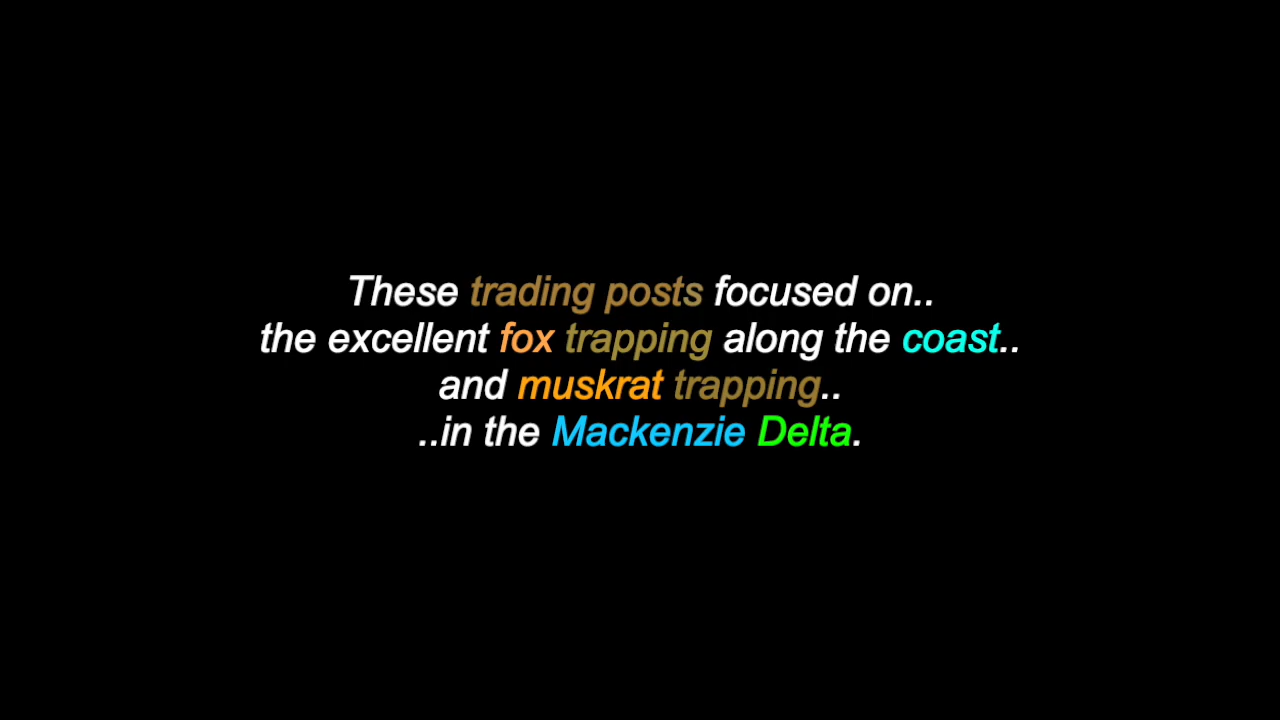 These trading posts focused on..
the excellent fox trapping along the coast..
and muskrat trapping..
..in the Mackenzie Delta.